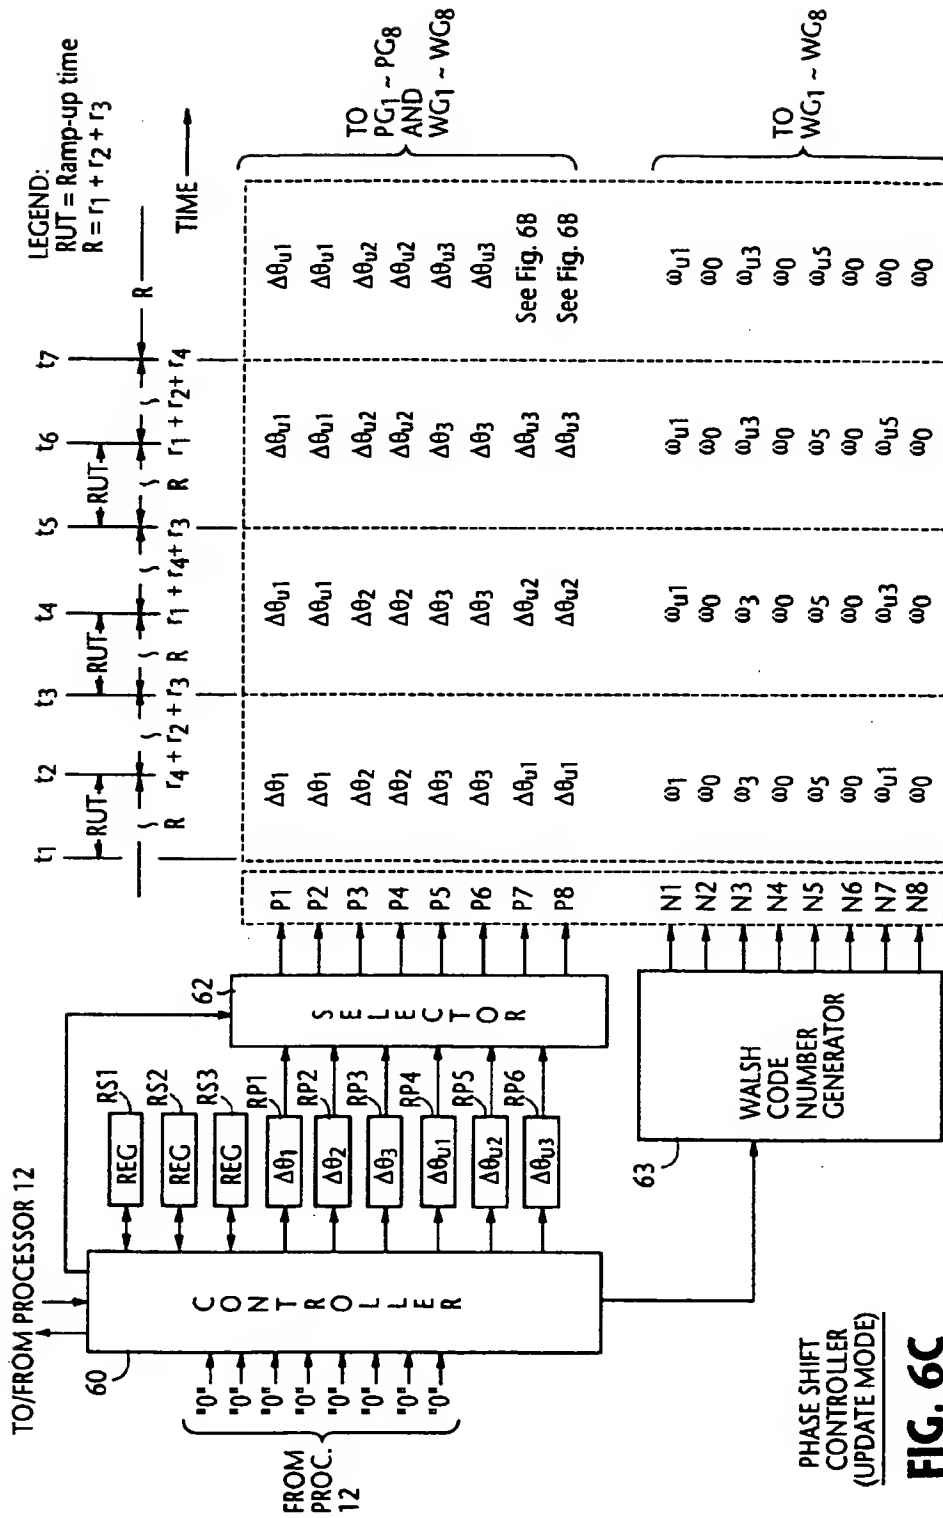 LEGEND:
RUT = Ramp-up time
R = r1 + r2 + r3
TIME
t1 t2 t3 t4 t5 t6 t7
RUT RUT RUT
R r4 + r2 + r3 R r1 + r4 + r3 R r1 + r2 + r4 R
TO/FROM PROCESSOR 12
60
CONTROLLER
FROM
PROC.
12
"0"
"0"
"0"
"0"
"0"
"0"
"0"
"0"
REG RS1
REG RS2
REG RS3
Δθ1 RP1
Δθ2 RP2
Δθ3 RP3
Δθu1 RP4
Δθu2 RP5
Δθu3 RP6
62
SELECTOR
63
WALSH
CODE
NUMBER
GENERATOR
P1 Δθ1 Δθu1 Δθu1 Δθu1
P2 Δθ1 Δθu1 Δθu1 Δθu1
P3 Δθ2 Δθ2 Δθu2 Δθu2
P4 Δθ2 Δθ2 Δθu2 Δθu2
P5 Δθ3 Δθ3 Δθ3 Δθu3
P6 Δθ3 Δθ3 Δθ3 Δθu3
P7 Δθu1 Δθu2 Δθu3 See Fig. 6B
P8 Δθu1 Δθu2 Δθu3 See Fig. 6B
TO
PG1 ~ PG8
AND
WG1 ~ WG8
N1 ω1 ωu1 ωu1 ωu1
N2 ω0 ω0 ω0 ω0
N3 ω3 ω3 ωu3 ωu3
N4 ω0 ω0 ω0 ω0
N5 ω5 ω5 ω5 ωu5
N6 ω0 ω0 ω0 ω0
N7 ωu1 ωu3 ωu5 ω0
N8 ω0 ω0 ω0 ω0
TO
WG1 ~ WG8
PHASE SHIFT
CONTROLLER
(UPDATE MODE)
FIG. 6C